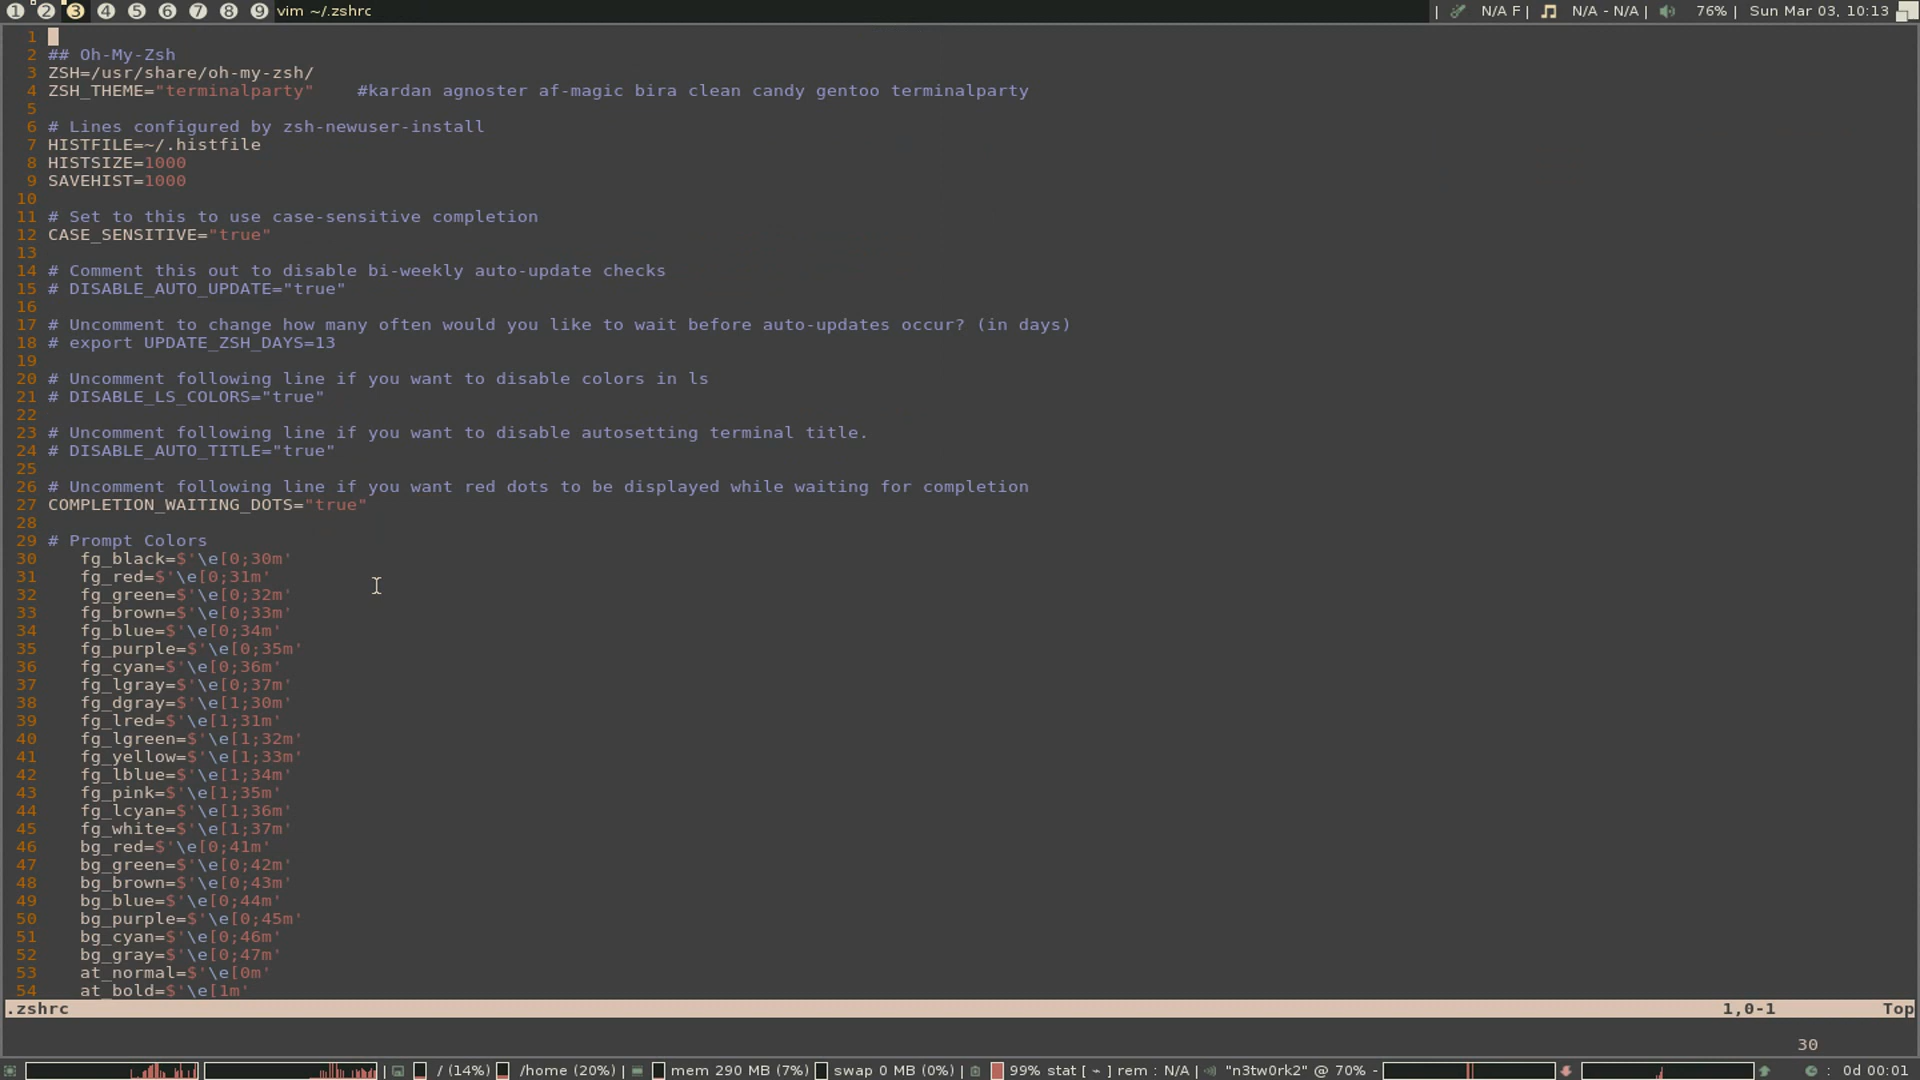 1 2 3 4 5 6 7 8 9 vim ~/.zshrc | N/A F | N/A - N/A | 76% | Sun Mar 03, 10:13
1
2 ## Oh-My-Zsh
3 ZSH=/usr/share/oh-my-zsh/
4 ZSH_THEME="terminalparty"    #kardan agnoster af-magic bira clean candy gentoo terminalparty
5
6 # Lines configured by zsh-newuser-install
7 HISTFILE=~/.histfile
8 HISTSIZE=1000
9 SAVEHIST=1000
10
11 # Set to this to use case-sensitive completion
12 CASE_SENSITIVE="true"
13
14 # Comment this out to disable bi-weekly auto-update checks
15 # DISABLE_AUTO_UPDATE="true"
16
17 # Uncomment to change how many often would you like to wait before auto-updates occur? (in days)
18 # export UPDATE_ZSH_DAYS=13
19
20 # Uncomment following line if you want to disable colors in ls
21 # DISABLE_LS_COLORS="true"
22
23 # Uncomment following line if you want to disable autosetting terminal title.
24 # DISABLE_AUTO_TITLE="true"
25
26 # Uncomment following line if you want red dots to be displayed while waiting for completion
27 COMPLETION_WAITING_DOTS="true"
28
29 # Prompt Colors
30    fg_black=$'\e[0;30m'
31    fg_red=$'\e[0;31m'
32    fg_green=$'\e[0;32m'
33    fg_brown=$'\e[0;33m'
34    fg_blue=$'\e[0;34m'
35    fg_purple=$'\e[0;35m'
36    fg_cyan=$'\e[0;36m'
37    fg_lgray=$'\e[0;37m'
38    fg_dgray=$'\e[1;30m'
39    fg_lred=$'\e[1;31m'
40    fg_lgreen=$'\e[1;32m'
41    fg_yellow=$'\e[1;33m'
42    fg_lblue=$'\e[1;34m'
43    fg_pink=$'\e[1;35m'
44    fg_lcyan=$'\e[1;36m'
45    fg_white=$'\e[1;37m'
46    bg_red=$'\e[0;41m'
47    bg_green=$'\e[0;42m'
48    bg_brown=$'\e[0;43m'
49    bg_blue=$'\e[0;44m'
50    bg_purple=$'\e[0;45m'
51    bg_cyan=$'\e[0;46m'
52    bg_gray=$'\e[0;47m'
53    at_normal=$'\e[0m'
54    at_bold=$'\e[1m'
.zshrc 1,0-1 Top
30
| / (14%) /home (20%) | mem 290 MB (7%) swap 0 MB (0%) | 99% stat [ ~ ] rem : N/A | "n3tw0rk2" @ 70% - | : 0d 00:01